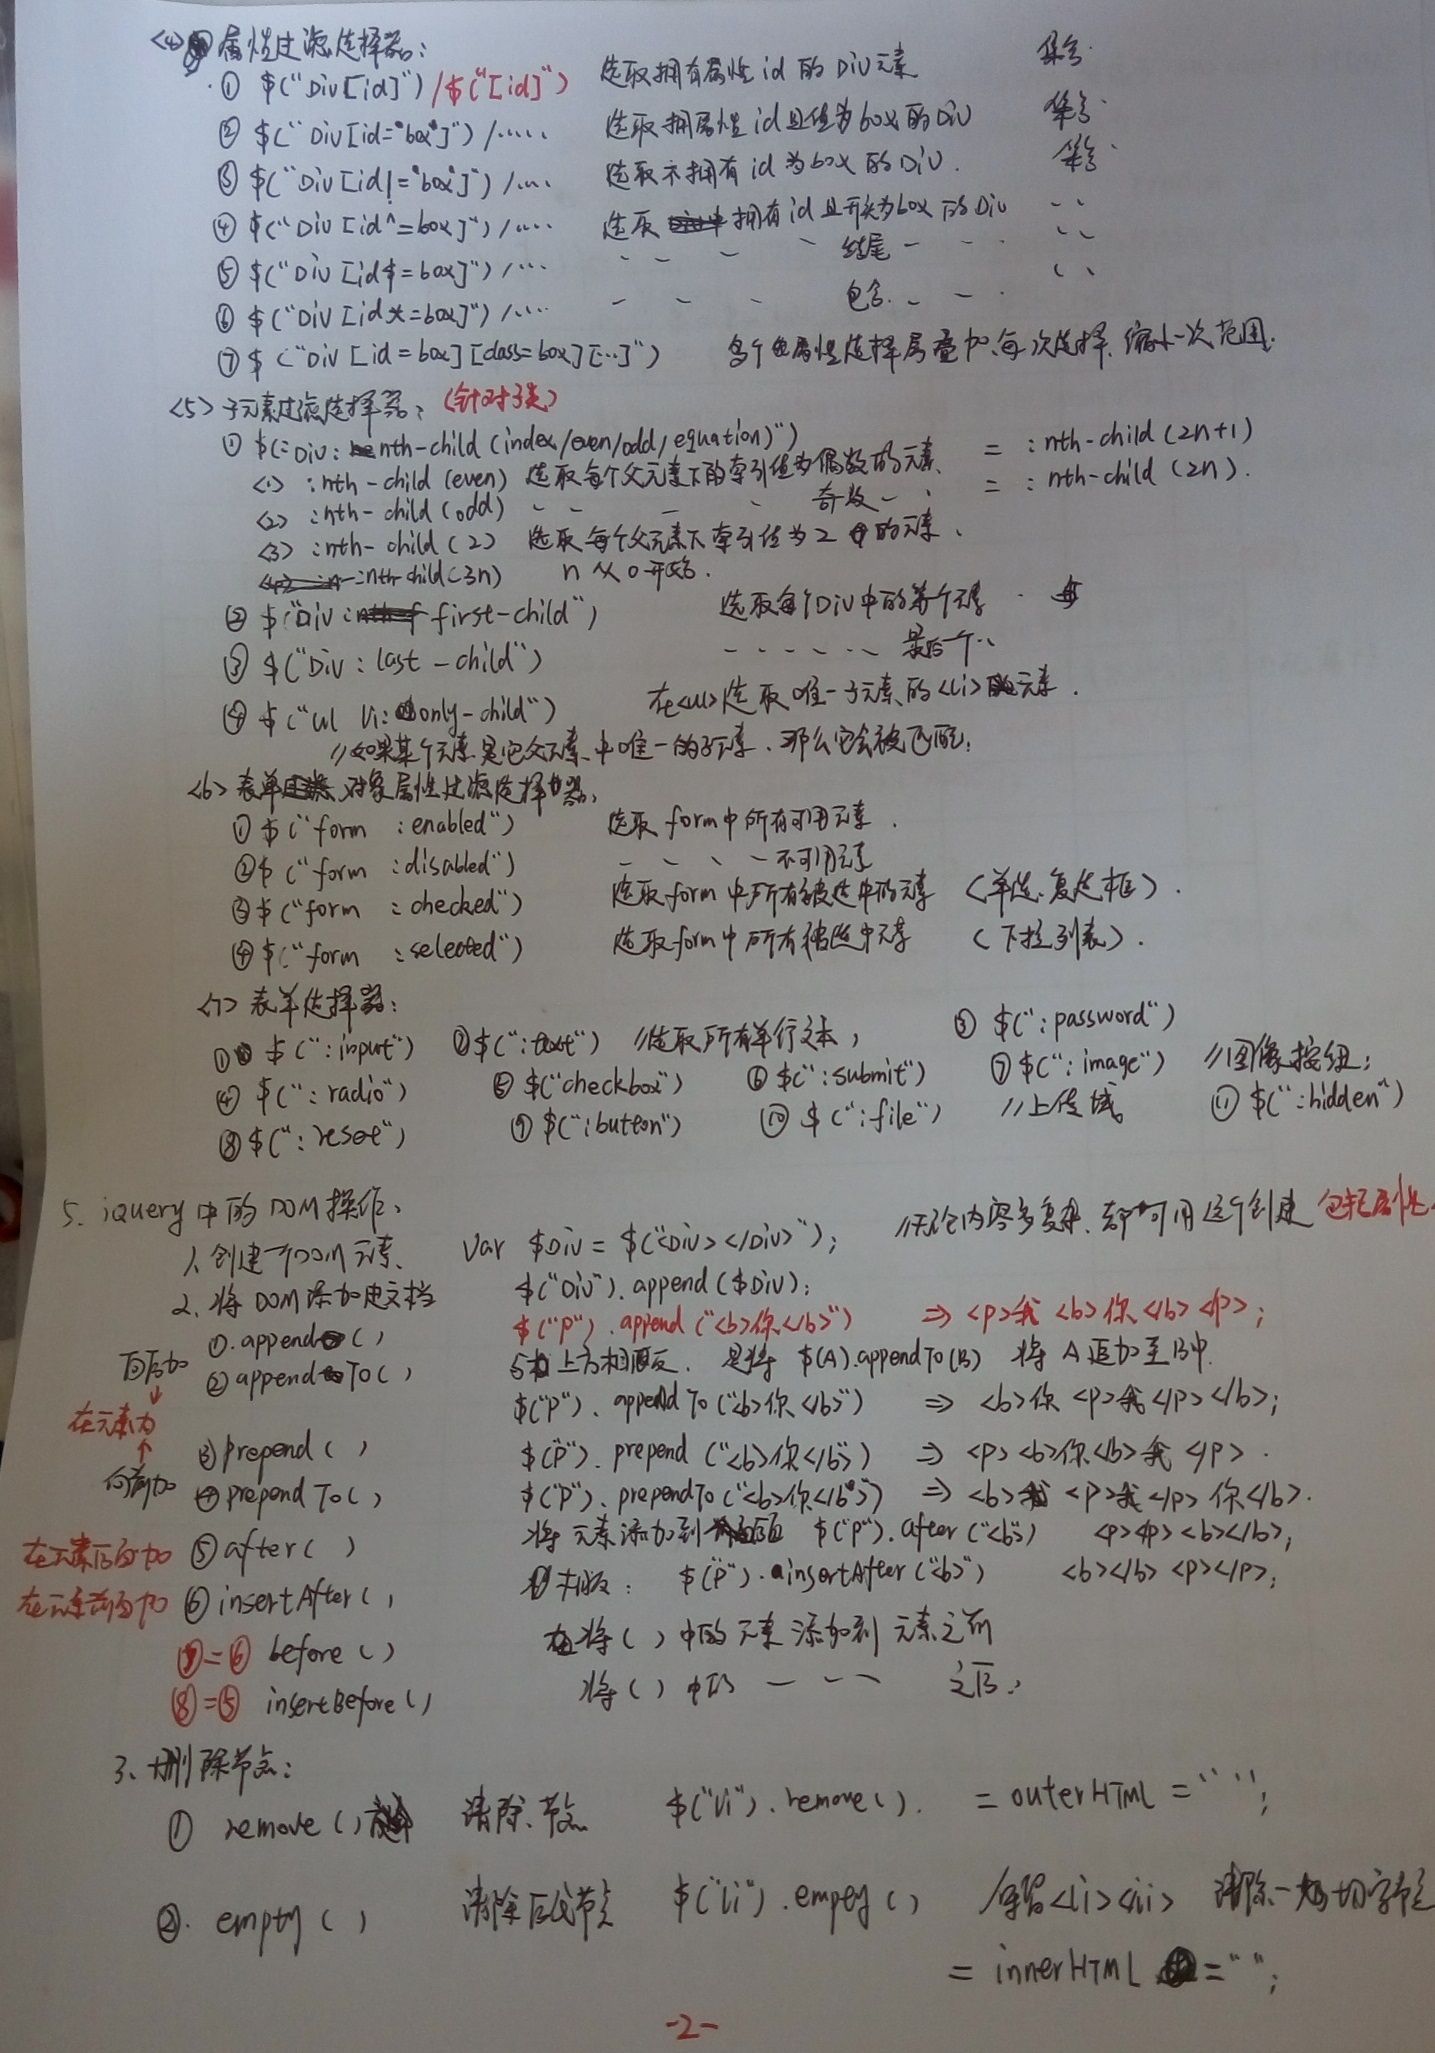 <4> 属性过滤选择器：
① $("Div[id]") /$("[id]") 选取拥有属性 id 的 Div元素 集合.
② $("Div[id="box"]") /..... 选取拥属性 id 且值为 box 的 Div 集合.
③ $("Div[id!="box"]") /.... 选取不拥有 id 为 box 的 Div. 集合.
④ $("Div [id^=box]") /.... 选取 拥有 id 且开头为 box 的 Div 、、
⑤ $("Div [id$=box]") /... - - - - 结尾 - - - 、、
⑥ $("Div [id*=box]") /.... - - - 包含. - - 、、
⑦ $ ("Div [id=box][class=box][…]") 多个属性选择器叠加、每次选择、缩小一次范围.
<5> 子元素过滤选择器： (针对子类)
① $(=Div: nth-child (index/even/odd/equation)")
<1> :nth-child (even) 选取每个父元素下的索引值为偶数的元素、 = :nth-child (2n+1)
<2> :nth-child (odd) - - - - 奇数 - . = :nth-child (2n).
<3> :nth-child (2) 选取每个父元素下索引值为 2 的元素.
:nth-child(3n) n 从 0 开始.
② $("Div: first-child") 选取每个Div中的第一个元素
③ $("Div : last-child") - - - - - - 最后一个..
④ $("ul li: only-child") 在<ul>选取唯一子元素的<li>元素.
//如果某个元素是它父元素中唯一的子元素、那么它会被匹配；
<6> 表单 对象属性过滤选择器、
① $("form :enabled") 选取 form中所有可用元素.
② $("form :disabled") - - - - 不可用元素
③ $("form :checked") 选取form中所有被选中的元素 (单选、复选框).
④ $("form :selected") 选取form中所有被选中元素 (下拉列表).
<7> 表单选择器：
① $(":input") ② $(":text") //选取所有单行文本； ③ $(":password")
④ $(":radio") ⑤ $("checkbox") ⑥ $(":submit") ⑦ $(":image") //图像按钮；
⑧ $(":reset") ⑨ $(":button") ⑩ $(":file") //上传域。 ⑪ $(":hidden")
5. jquery 中的 DOM 操作、
1. 创建一个DOM 元素、 Var $Div = $("<Div></Div>"); //无论内容多复杂、都可用这个创建 包括属性
2. 将 DOM 添加进文档 $("Div").append($Div);
①. append() $("p").append("<b>你</b>") => <p>我 <b>你</b> <p>;
向后加 ② appendTo() 与上方相反、是将 $(A).appendTo(B) 将 A 追加至 B中.
↓
在元素内 $("p").appendTo("<b>你</b>") => <b>你 <p>我</p></b>;
↑
③ prepend() $("p").prepend("<b>你</b>") => <p> <b>你</b>我 </p>.
向前加 ④ prependTo() $("p").prependTo("<b>你</b>") => <b> <p>我</p> 你</b>.
在元素后面加 ⑤ after() 将元素添加到后面 $("p").after("<b>") <p><p> <b></b>;
在元素前面加 ⑥ insertAfter() 相反： $("p").insertAfter("<b>") <b></b> <p></p>;
⑦=⑥ before() 将()中的元素添加到元素之前
⑧=⑤ insertBefore() 将()中的 - - - 之后.
3、删除节点：
① remove() 清除节点 $("li").remove(). = outerHTML = " ";
②. empty() 清除后代节点 $("li").empty() /保留<li></li> 清除一切字节点
= innerHTML =" ";
-2-